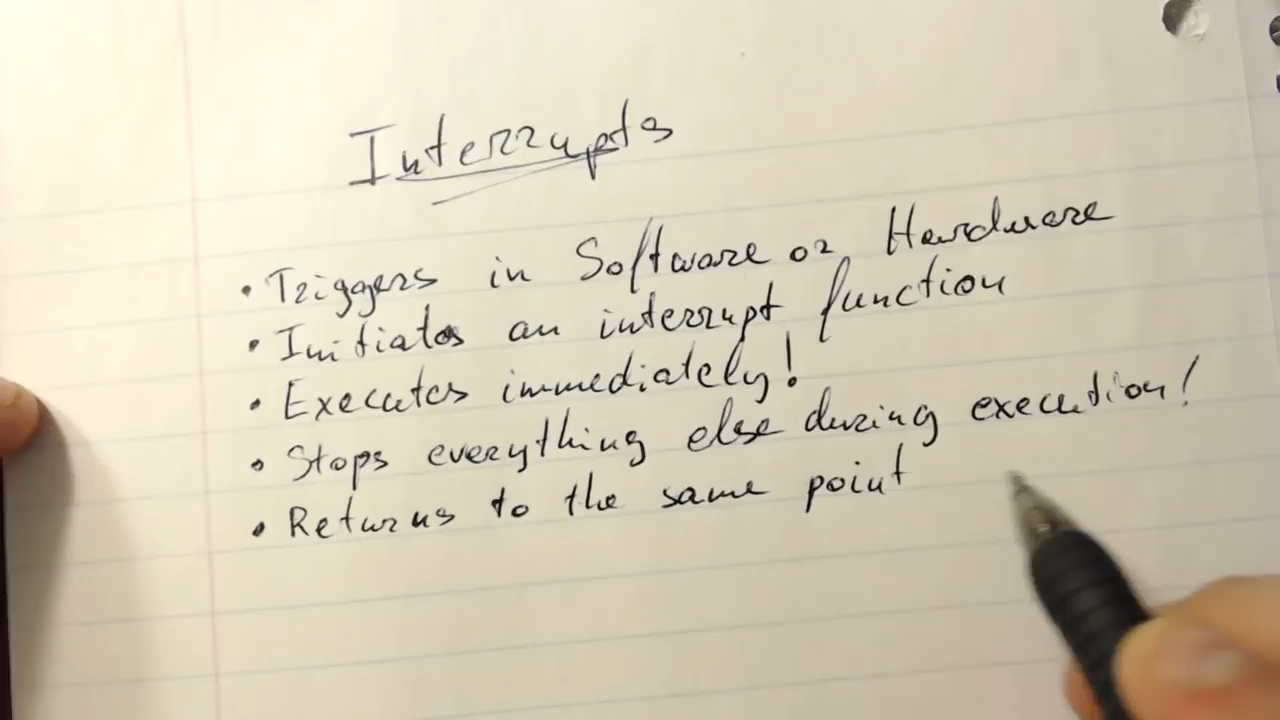 Interrupts
• Triggers in Software or Hardware
• Initiates an interrupt function
• Executes immediately!
• Stops everything else during execution!
• Returns to the same point